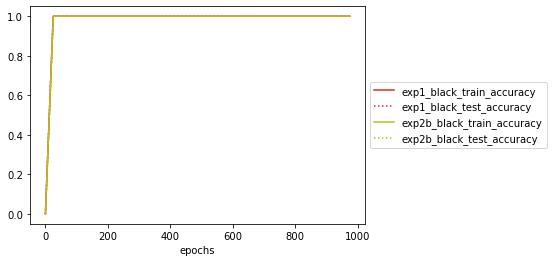 1.0
0.8
0.6
0.4
0.2
0.0
0 200 400 600 800 1000
epochs
exp1_black_train_accuracy
exp1_black_test_accuracy
exp2b_black_train_accuracy
exp2b_black_test_accuracy